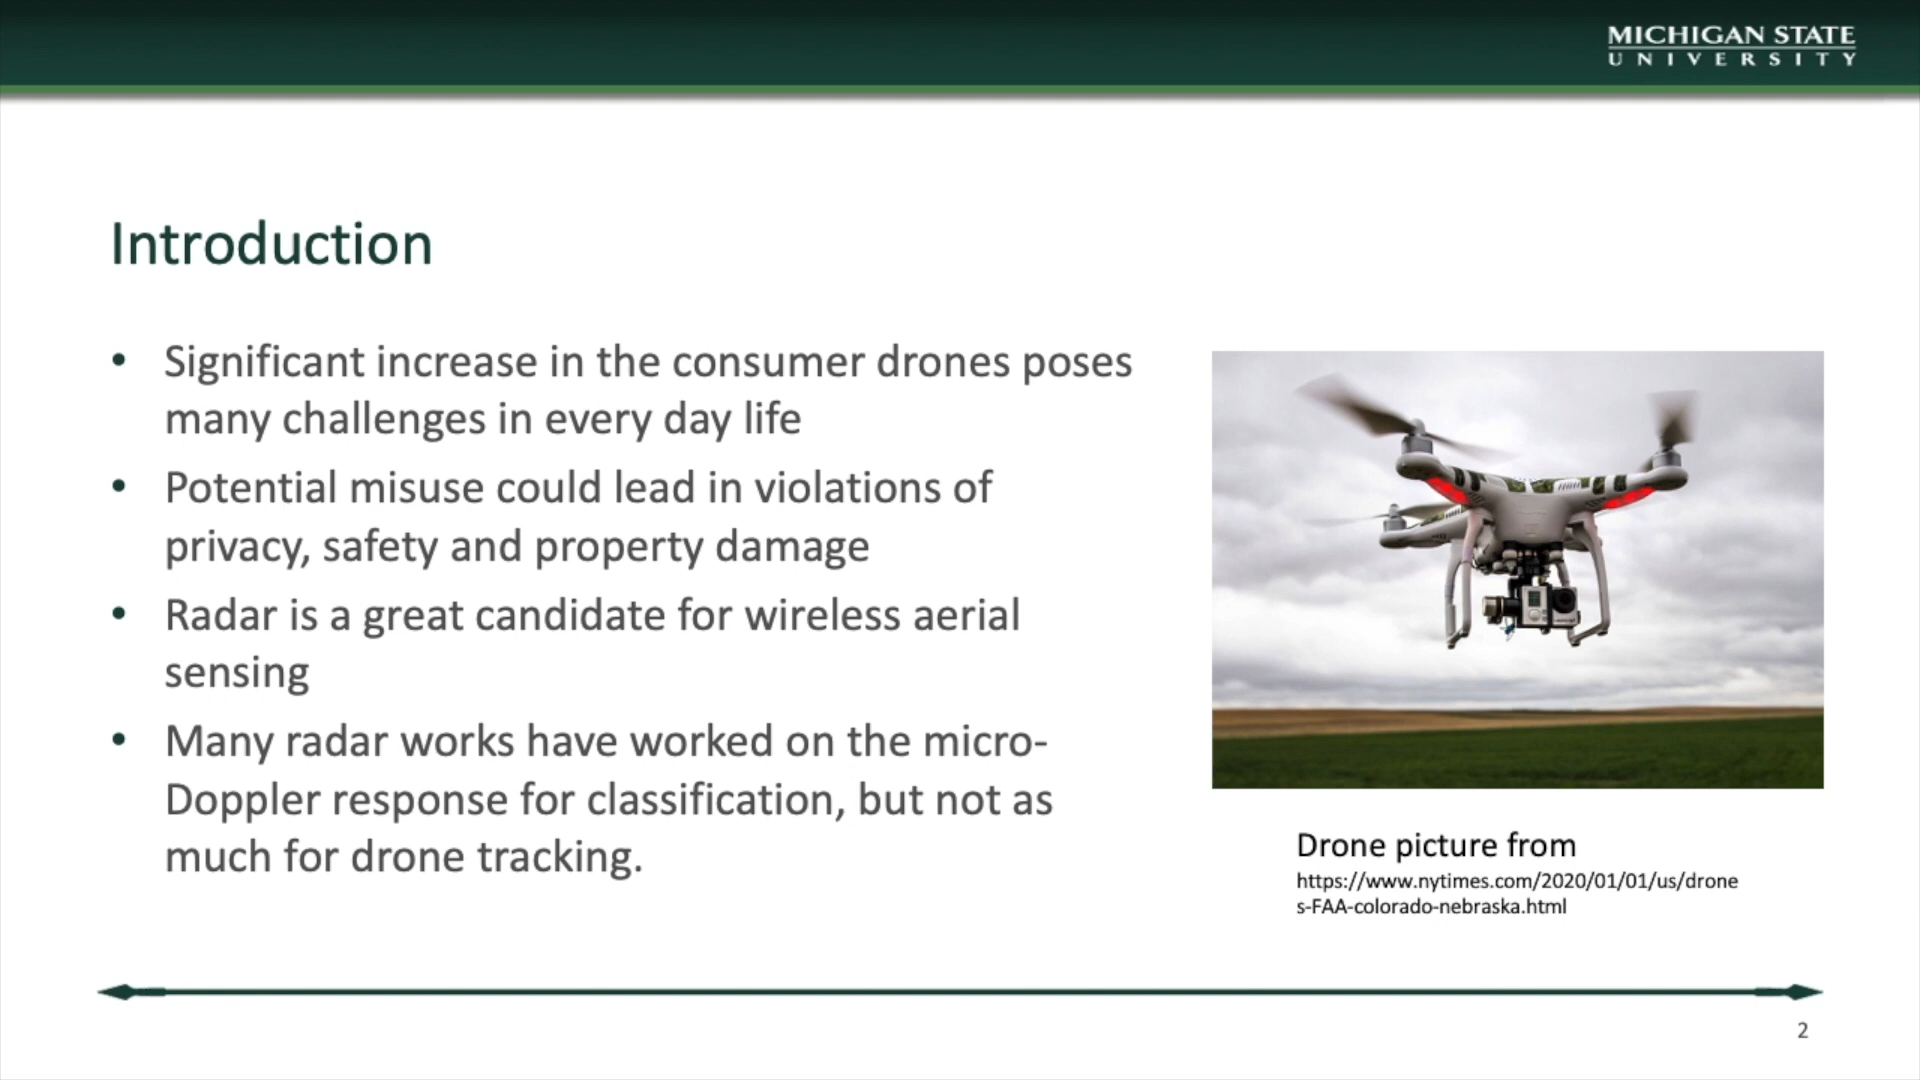 MICHIGAN STATE
UNIVERSITY
Introduction
• Significant increase in the consumer drones poses
many challenges in every day life
• Potential misuse could lead in violations of
privacy, safety and property damage
• Radar is a great candidate for wireless aerial
sensing
• Many radar works have worked on the micro-
Doppler response for classification, but not as
much for drone tracking.
Drone picture from
https://www.nytimes.com/2020/01/01/us/drone
s-FAA-colorado-nebraska.html
2